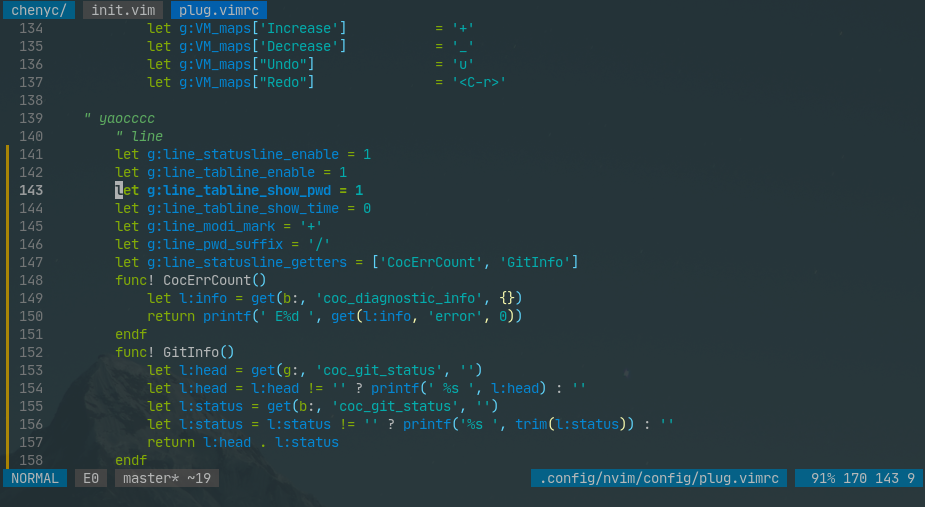 chenyc/ init.vim plug.vimrc
134 let g:VM_maps['Increase'] = '+'
135 let g:VM_maps['Decrease'] = '_'
136 let g:VM_maps["Undo"] = 'u'
137 let g:VM_maps["Redo"] = '<C-r>'
138
139 " yaocccc
140 " line
141 let g:line_statusline_enable = 1
142 let g:line_tabline_enable = 1
143 let g:line_tabline_show_pwd = 1
144 let g:line_tabline_show_time = 0
145 let g:line_modi_mark = '+'
146 let g:line_pwd_suffix = '/'
147 let g:line_statusline_getters = ['CocErrCount', 'GitInfo']
148 func! CocErrCount()
149 let l:info = get(b:, 'coc_diagnostic_info', {})
150 return printf(' E%d ', get(l:info, 'error', 0))
151 endf
152 func! GitInfo()
153 let l:head = get(g:, 'coc_git_status', '')
154 let l:head = l:head != '' ? printf(' %s ', l:head) : ''
155 let l:status = get(b:, 'coc_git_status', '')
156 let l:status = l:status != '' ? printf('%s ', trim(l:status)) : ''
157 return l:head . l:status
158 endf
NORMAL E0 master* ~19 .config/nvim/config/plug.vimrc 91% 170 143 9